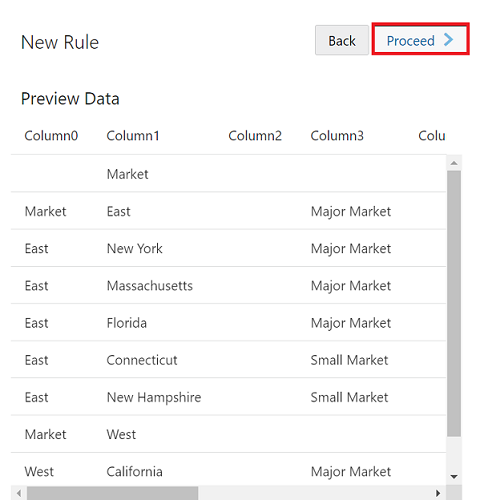 New Rule Back Proceed
Preview Data
Column0 Column1 Column2 Column3 Colu
Market
Market East Major Market
East New York Major Market
East Massachusetts Major Market
East Florida Major Market
East Connecticut Small Market
East New Hampshire Small Market
Market West
West California Major Market